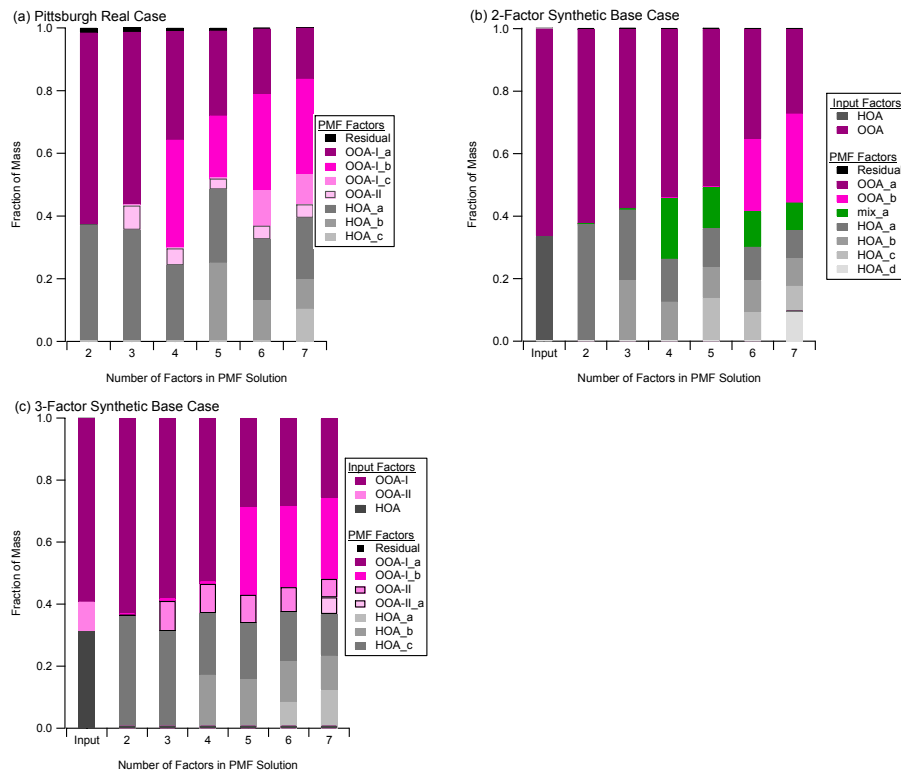 (a) Pittsburgh Real Case
1.0
0.8
0.6
0.4
0.2
0.0
Fraction of Mass
2 3 4 5 6 7
Number of Factors in PMF Solution
PMF Factors
Residual
OOA-I_a
OOA-I_b
OOA-I_c
OOA-II
HOA_a
HOA_b
HOA_c
(b) 2-Factor Synthetic Base Case
1.0
0.8
0.6
0.4
0.2
0.0
Fraction of Mass
Input 2 3 4 5 6 7
Number of Factors in PMF Solution
Input Factors
HOA
OOA
PMF Factors
Residual
OOA_a
OOA_b
mix_a
HOA_a
HOA_b
HOA_c
HOA_d
(c) 3-Factor Synthetic Base Case
1.0
0.8
0.6
0.4
0.2
0.0
Fraction of Mass
Input 2 3 4 5 6 7
Number of Factors in PMF Solution
Input Factors
OOA-I
OOA-II
HOA
PMF Factors
Residual
OOA-I_a
OOA-I_b
OOA-II
OOA-II_a
HOA_a
HOA_b
HOA_c